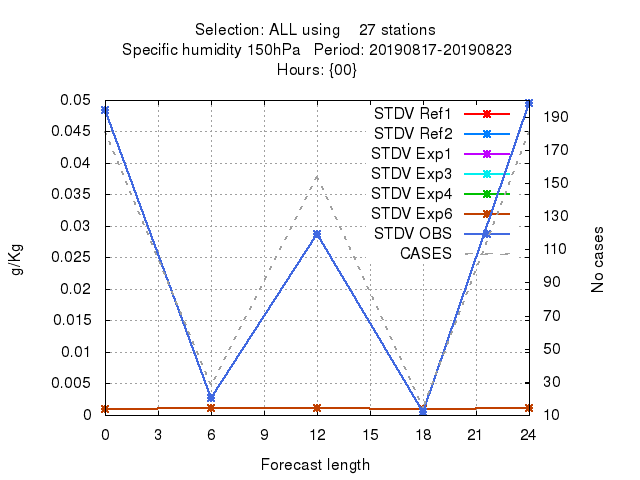 Selection: ALL using    27 stations
Specific humidity 150hPa   Period: 20190817-20190823
Hours: {00}
0.05
0.045
0.04
0.035
0.03
0.025
0.02
0.015
0.01
0.005
0
g/Kg
STDV Ref1
STDV Ref2
STDV Exp1
STDV Exp3
STDV Exp4
STDV Exp6
STDV OBS
CASES
190
170
150
130
110
90
70
50
30
10
No cases
0 3 6 9 12 15 18 21 24
Forecast length